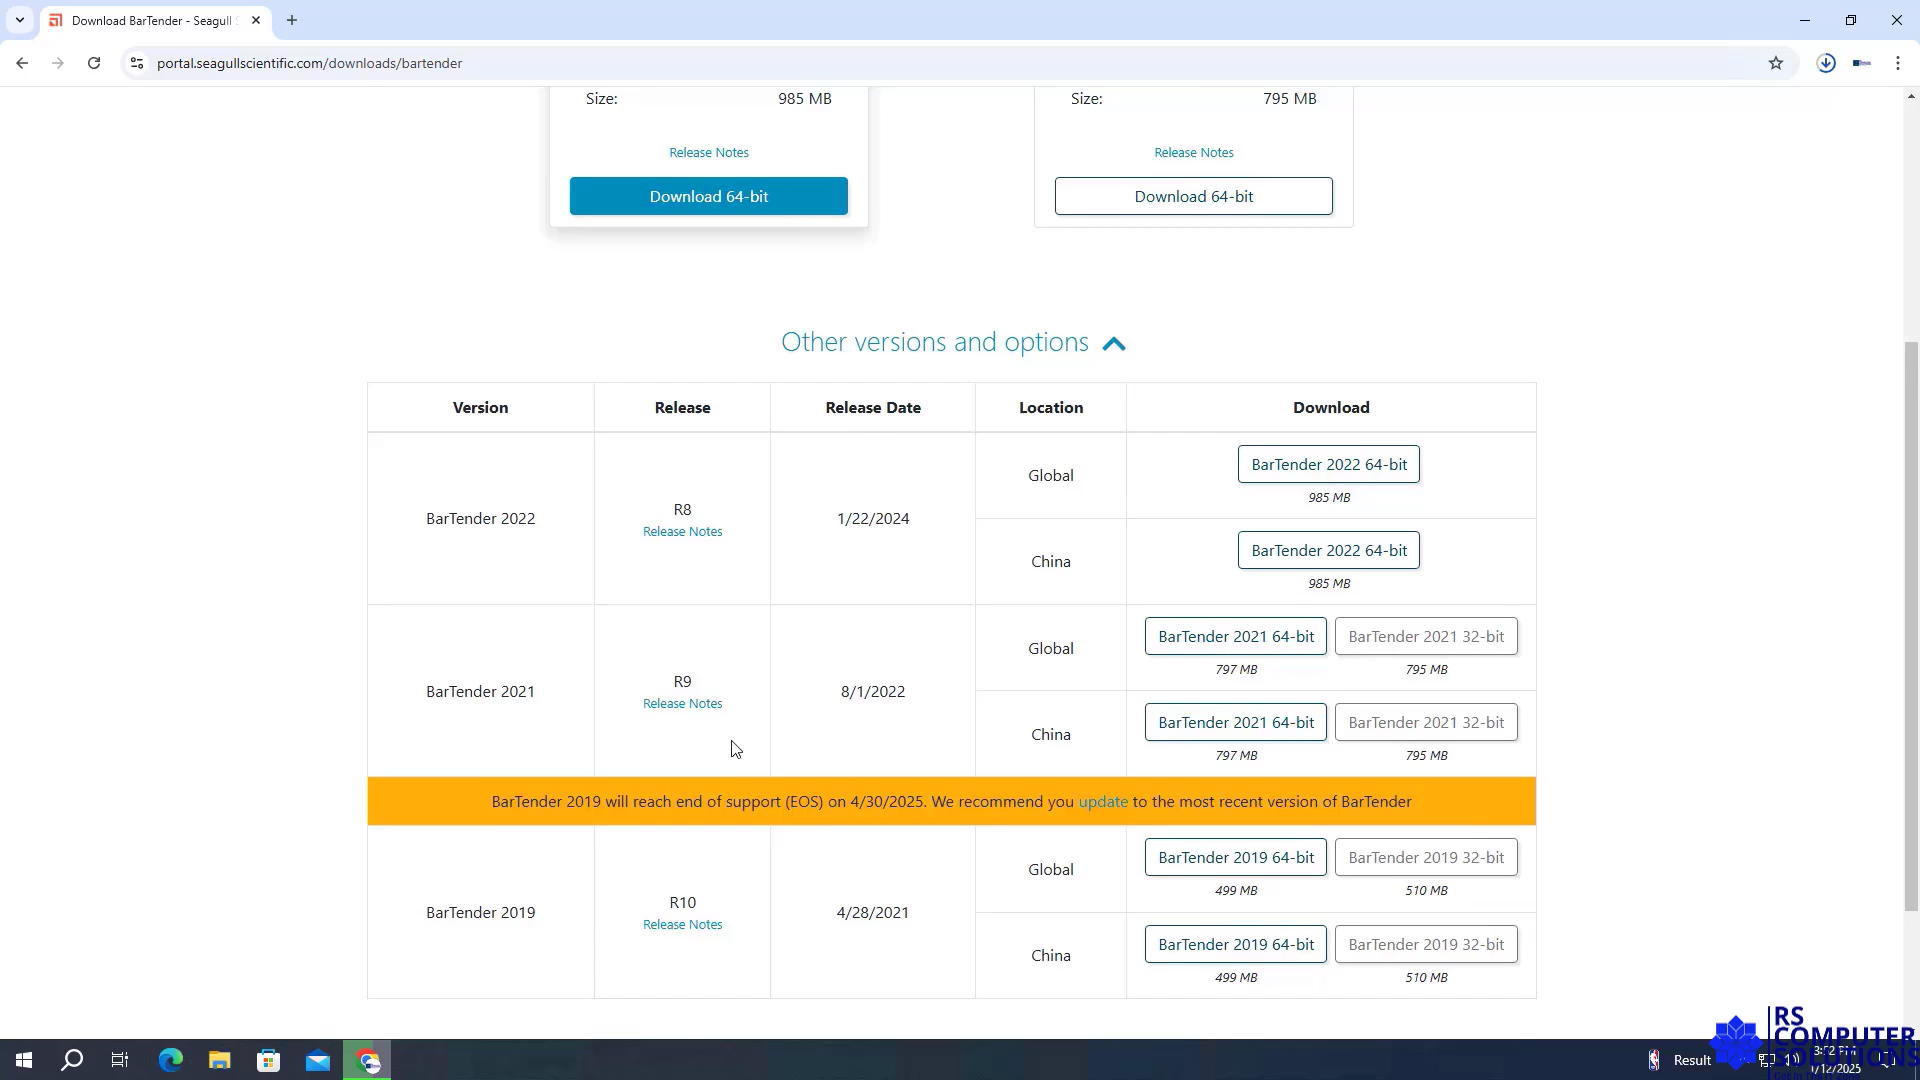 Download BarTender - Seagull S
portal.seagullscientific.com/downloads/bartender
Size: 985 MB
Size: 795 MB
Release Notes
Release Notes
Download 64-bit
Download 64-bit
Other versions and options
Version Release Release Date Location Download
BarTender 2022
R8
Release Notes
1/22/2024
Global
BarTender 2022 64-bit
985 MB
China
BarTender 2022 64-bit
985 MB
BarTender 2021
R9
Release Notes
8/1/2022
Global
BarTender 2021 64-bit BarTender 2021 32-bit
797 MB 795 MB
China
BarTender 2021 64-bit BarTender 2021 32-bit
797 MB 795 MB
BarTender 2019 will reach end of support (EOS) on 4/30/2025. We recommend you update to the most recent version of BarTender
BarTender 2019
R10
Release Notes
4/28/2021
Global
BarTender 2019 64-bit BarTender 2019 32-bit
499 MB 510 MB
China
BarTender 2019 64-bit BarTender 2019 32-bit
499 MB 510 MB
RS
COMPUTER
SOLUTIONS
Result
1/12/2025